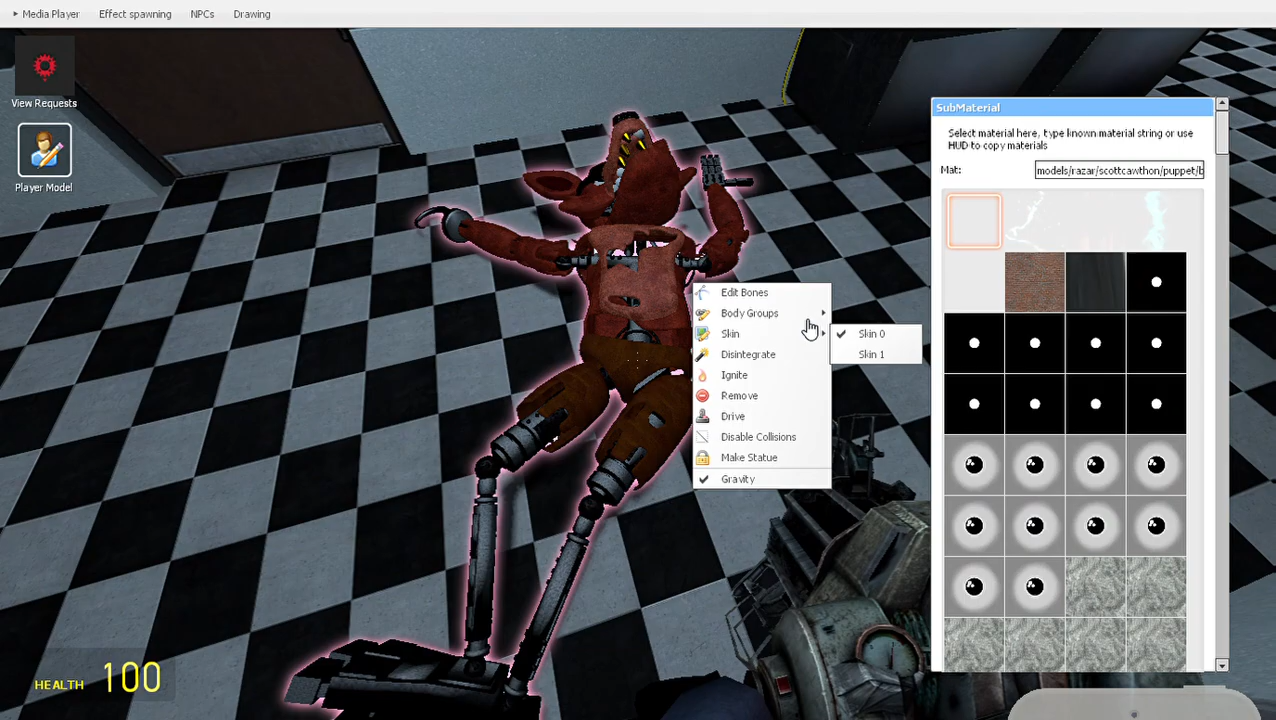 Media Player
Effect spawning
NPCs
Drawing
View Requests
Player Model
SubMaterial
Select material here, type known material string or use
HUD to copy materials
Mat:
models/razar/scottcawthon/puppet/b
Edit Bones
Body Groups
Skin
Disintegrate
Ignite
Remove
Drive
Disable Collisions
Make Statue
Gravity
Skin 0
Skin 1
HEALTH 100